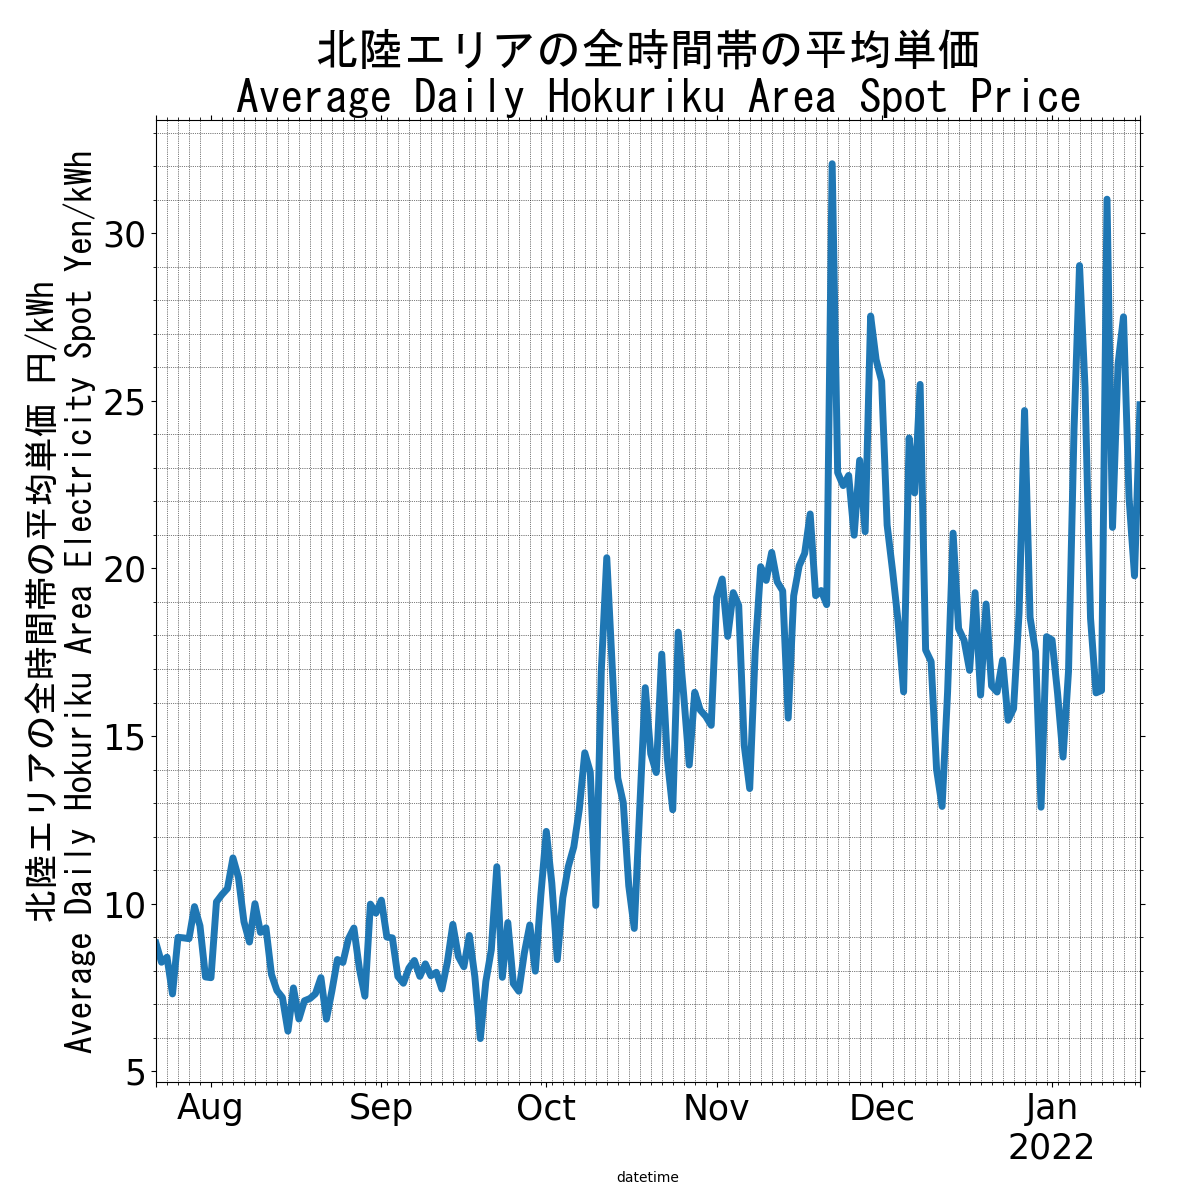 北陸エリアの全時間帯の平均単価
Average Daily Hokuriku Area Spot Price
北陸エリアの全時間帯の平均単価 円/kWh
Average Daily Hokuriku Area Electricity Spot Yen/kWh
30
25
20
15
10
5
Aug Sep Oct Nov Dec Jan
2022
datetime